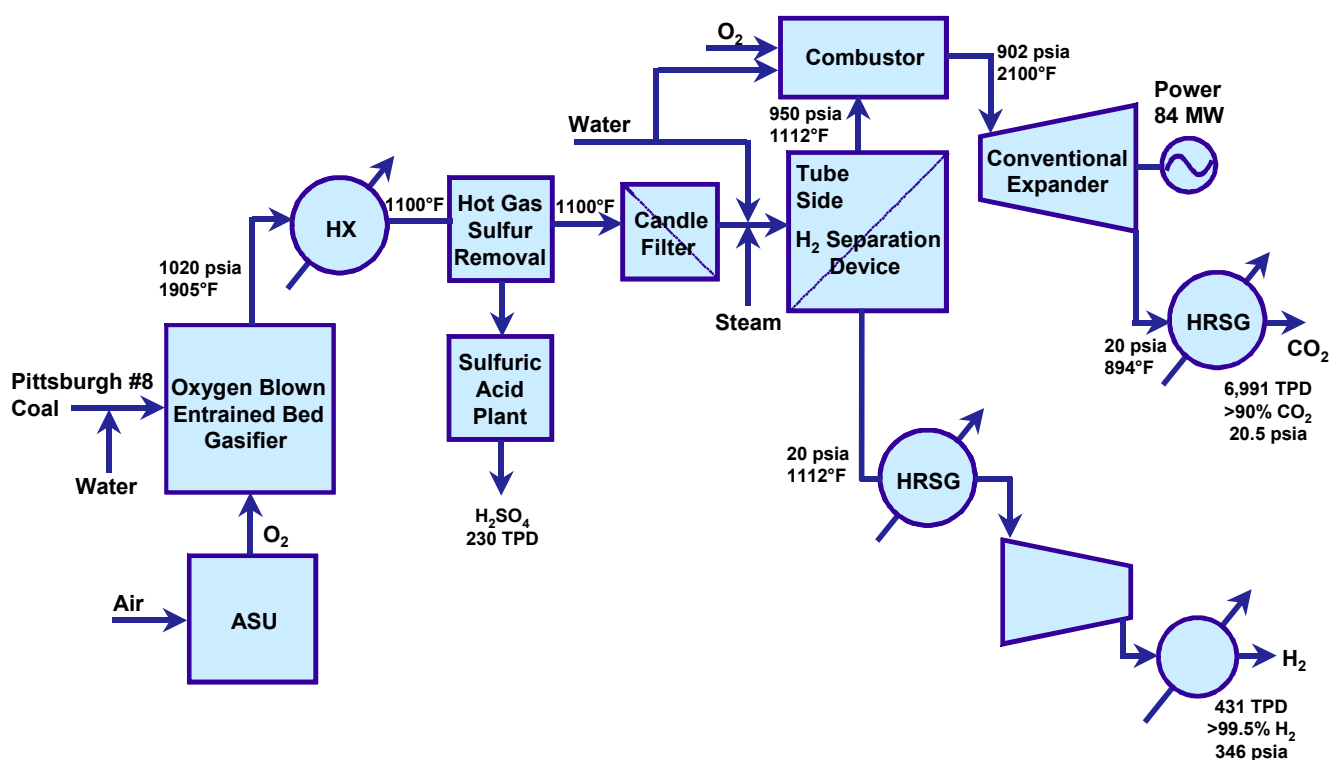 O₂
Combustor
902 psia
2100°F
Power
84 MW
950 psia
1112°F
Water
Conventional
Expander
Tube
Side
H₂ Separation
Device
HX
1100°F
Hot Gas
Sulfur
Removal
1100°F
Candle
Filter
1020 psia
1905°F
Steam
HRSG
CO₂
20 psia
894°F
6,991 TPD
>90% CO₂
20.5 psia
Pittsburgh #8
Coal
Oxygen Blown
Entrained Bed
Gasifier
Sulfuric
Acid
Plant
Water
20 psia
1112°F
HRSG
H₂SO₄
230 TPD
O₂
Air
ASU
H₂
431 TPD
>99.5% H₂
346 psia